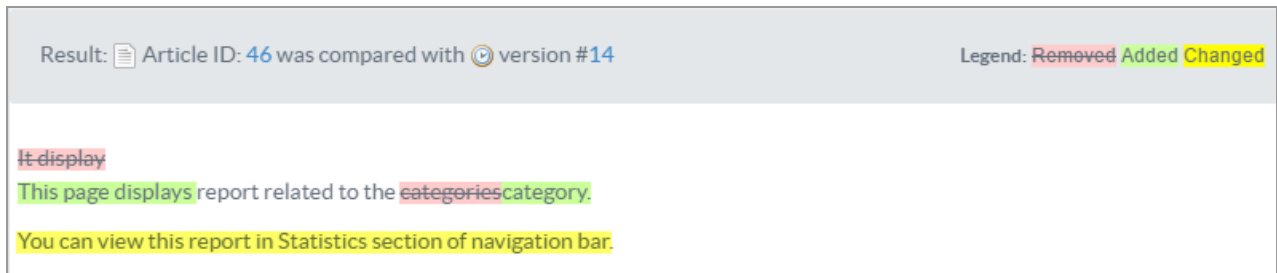 Result: Article ID: 46 was compared with version #14
Legend: Removed Added Changed
It display
This page displays report related to the categoriescategory.
You can view this report in Statistics section of navigation bar.